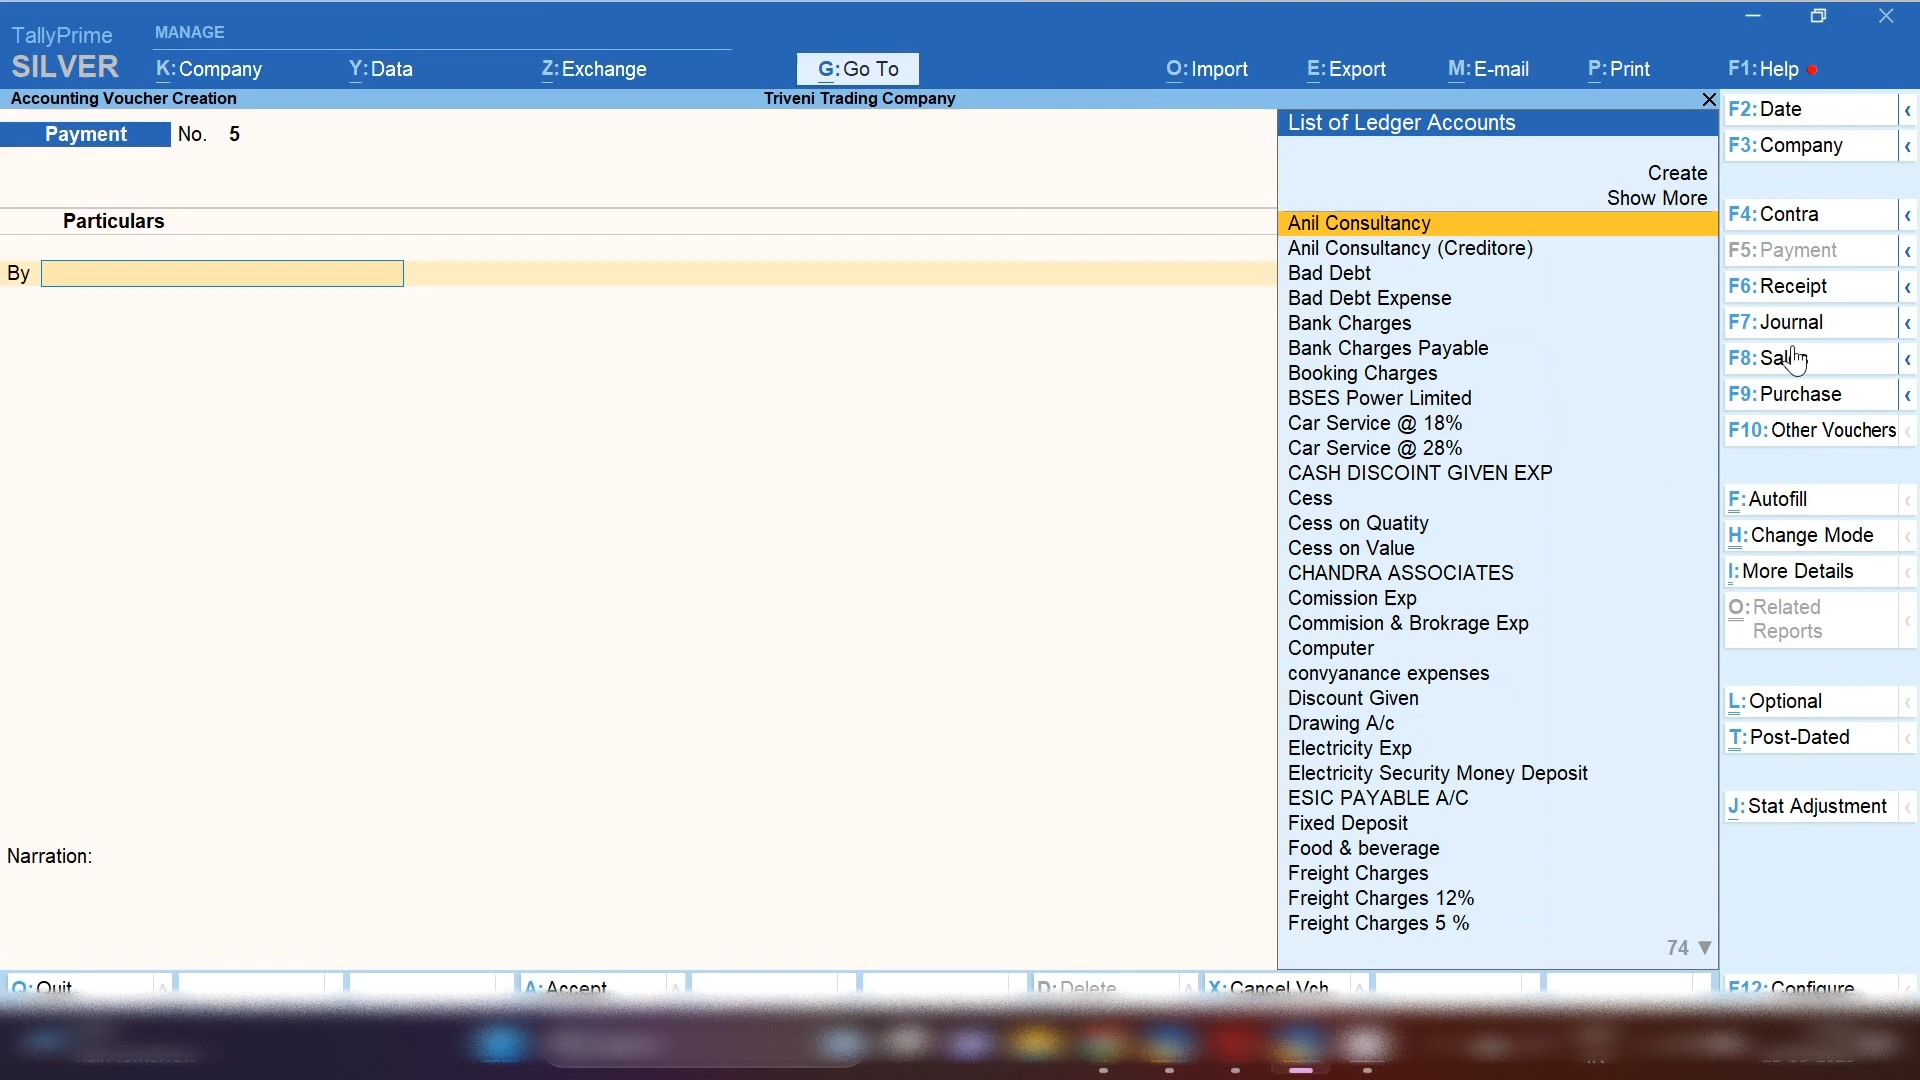 TallyPrime
SILVER
MANAGE
K:Company
Y:Data
Z:Exchange
G:Go To
O:Import
E:Export
M:E-mail
P:Print
F1:Help
Accounting Voucher Creation
Triveni Trading Company
Payment No. 5
Particulars
By
Narration:
List of Ledger Accounts
Create
Show More
Anil Consultancy
Anil Consultancy (Creditore)
Bad Debt
Bad Debt Expense
Bank Charges
Bank Charges Payable
Booking Charges
BSES Power Limited
Car Service @ 18%
Car Service @ 28%
CASH DISCOINT GIVEN EXP
Cess
Cess on Quatity
Cess on Value
CHANDRA ASSOCIATES
Comission Exp
Commision & Brokrage Exp
Computer
convyanance expenses
Discount Given
Drawing A/c
Electricity Exp
Electricity Security Money Deposit
ESIC PAYABLE A/C
Fixed Deposit
Food & beverage
Freight Charges
Freight Charges 12%
Freight Charges 5 %
74 ▼
F2:Date
F3:Company
F4:Contra
F5:Payment
F6:Receipt
F7:Journal
F8:Sales
F9:Purchase
F10:Other Vouchers
F:Autofill
H:Change Mode
I:More Details
O:Related
Reports
L:Optional
T:Post-Dated
J:Stat Adjustment
Q:Quit
A:Accept
D:Delete
X:Cancel Vch
F12:Configure